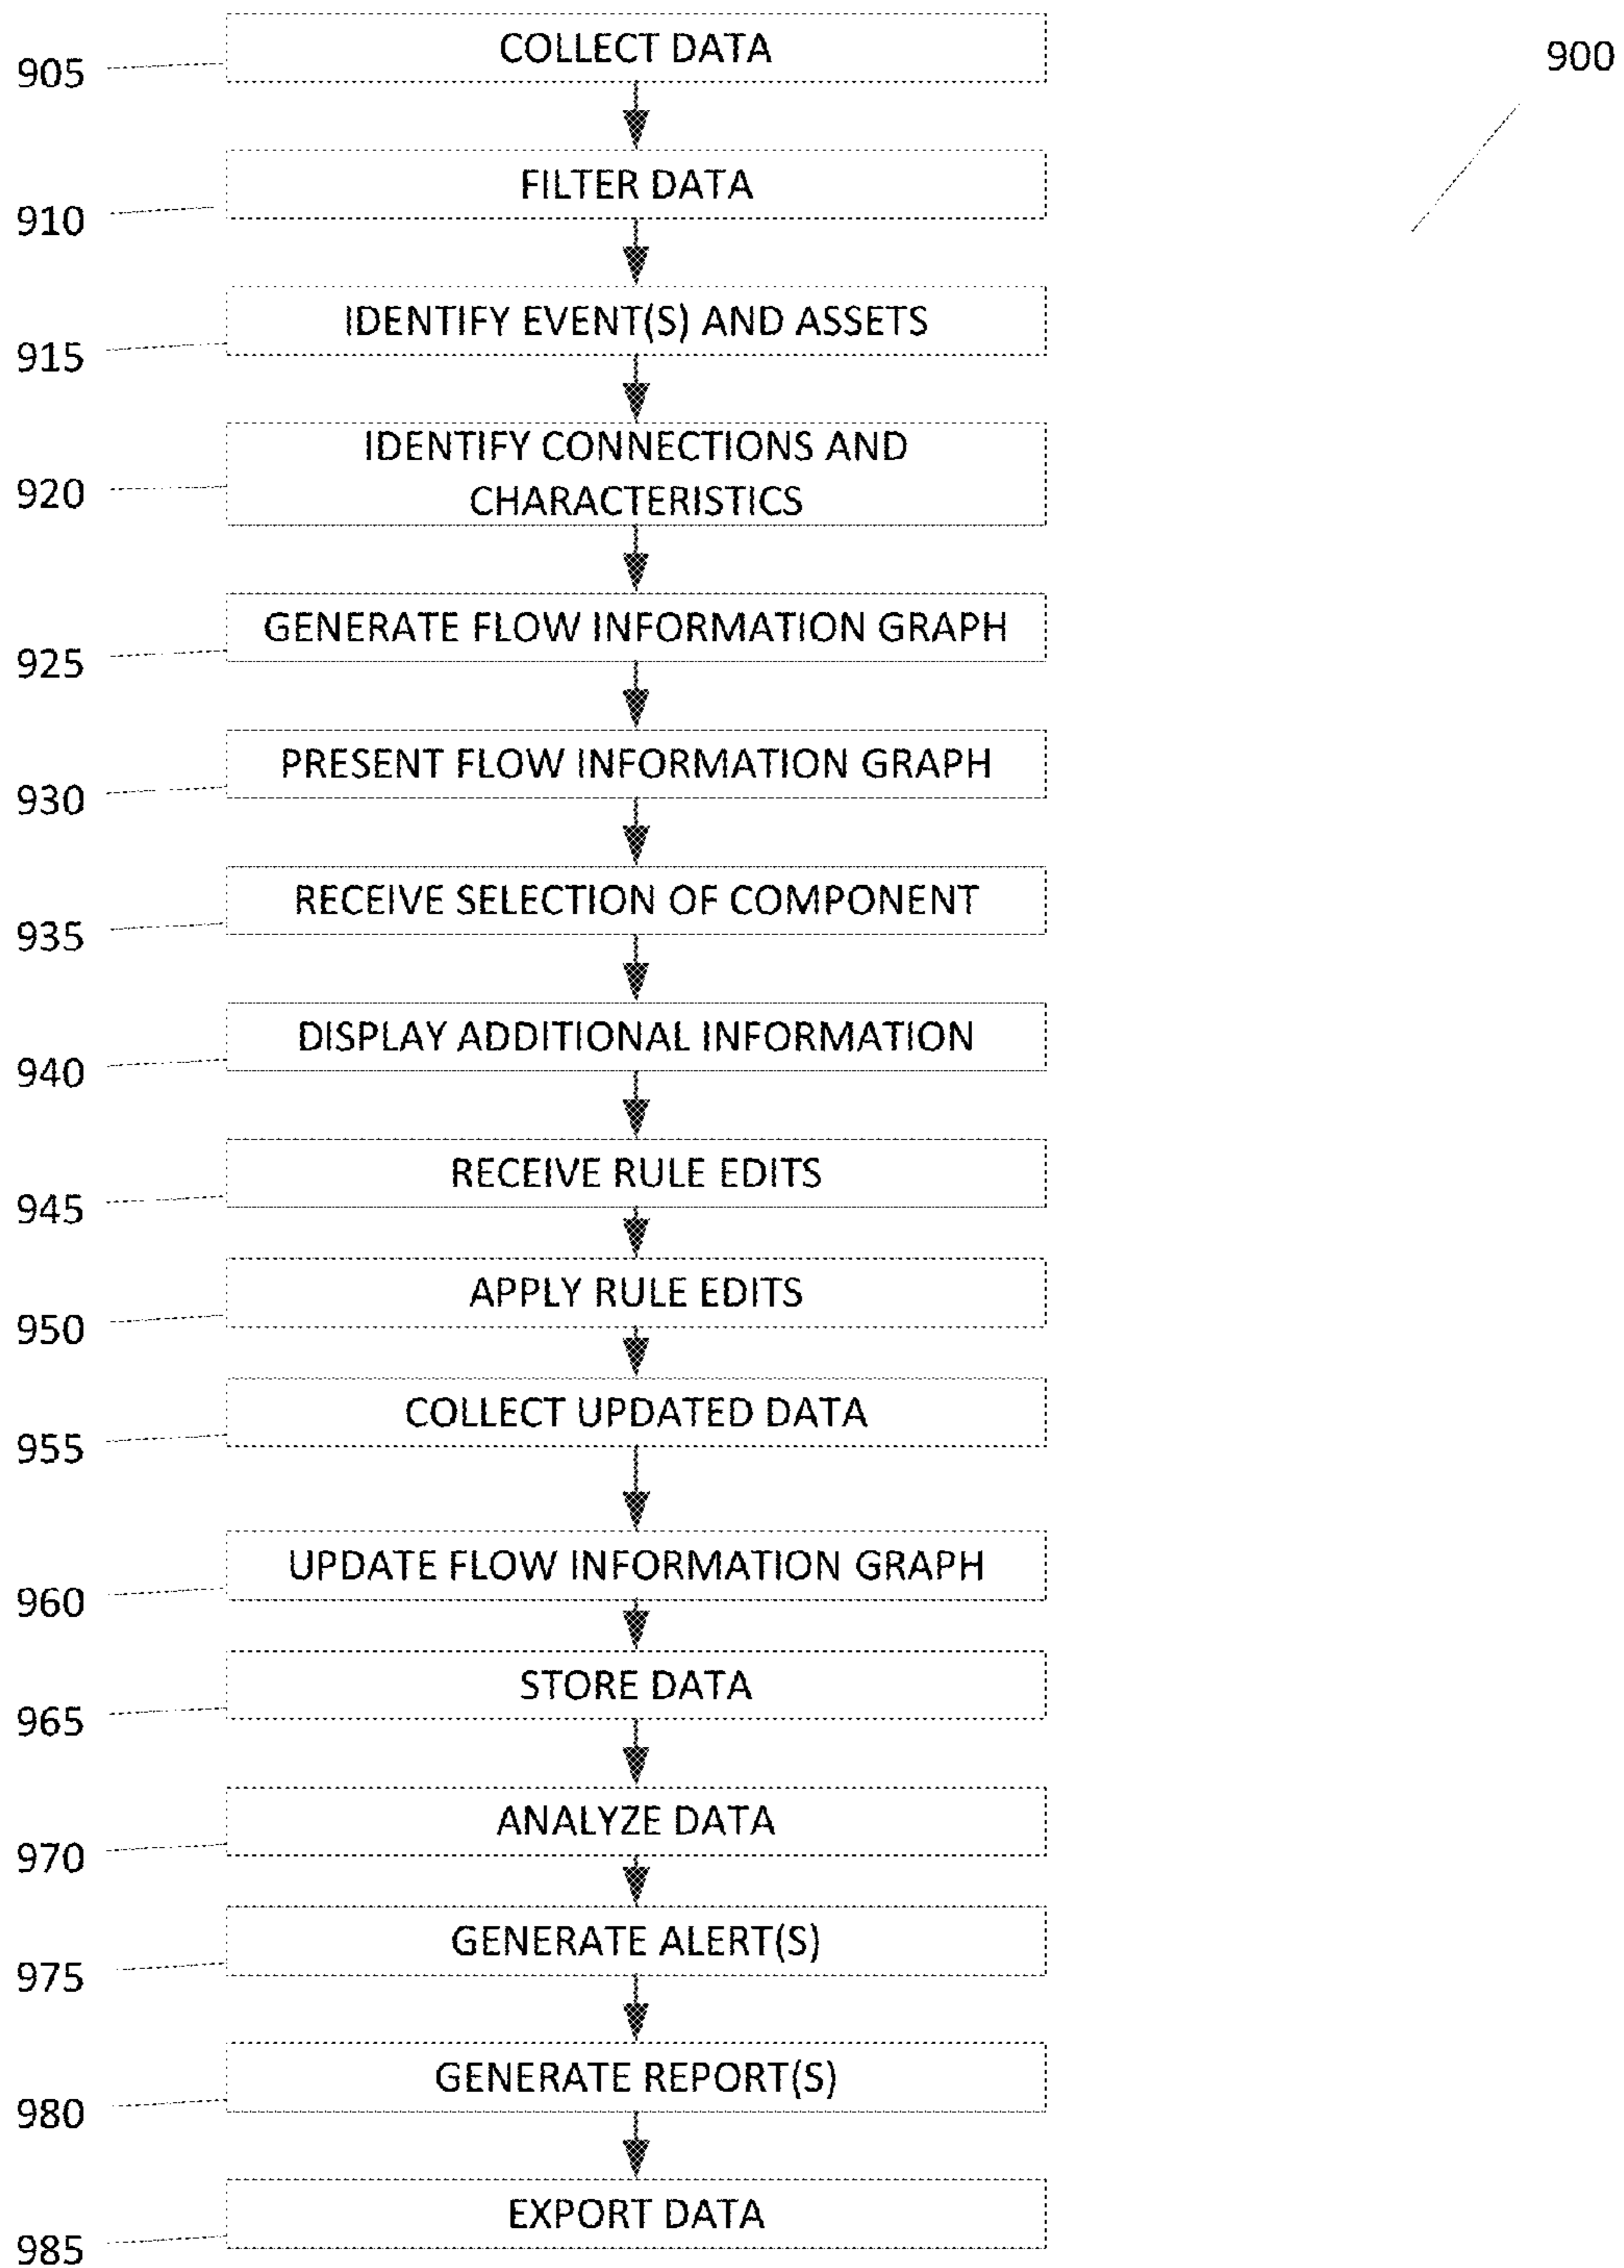 COLLECT DATA
900
905
FILTER DATA
910
IDENTIFY EVENT(S) AND ASSETS
915
IDENTIFY CONNECTIONS AND
CHARACTERISTICS
920
GENERATE FLOW INFORMATION GRAPH
925
PRESENT FLOW INFORMATION GRAPH
930
RECEIVE SELECTION OF COMPONENT
935
DISPLAY ADDITIONAL INFORMATION
940
RECEIVE RULE EDITS
945
APPLY RULE EDITS
950
COLLECT UPDATED DATA
955
UPDATE FLOW INFORMATION GRAPH
960
STORE DATA
965
ANALYZE DATA
970
GENERATE ALERT(S)
975
GENERATE REPORT(S)
980
EXPORT DATA
985